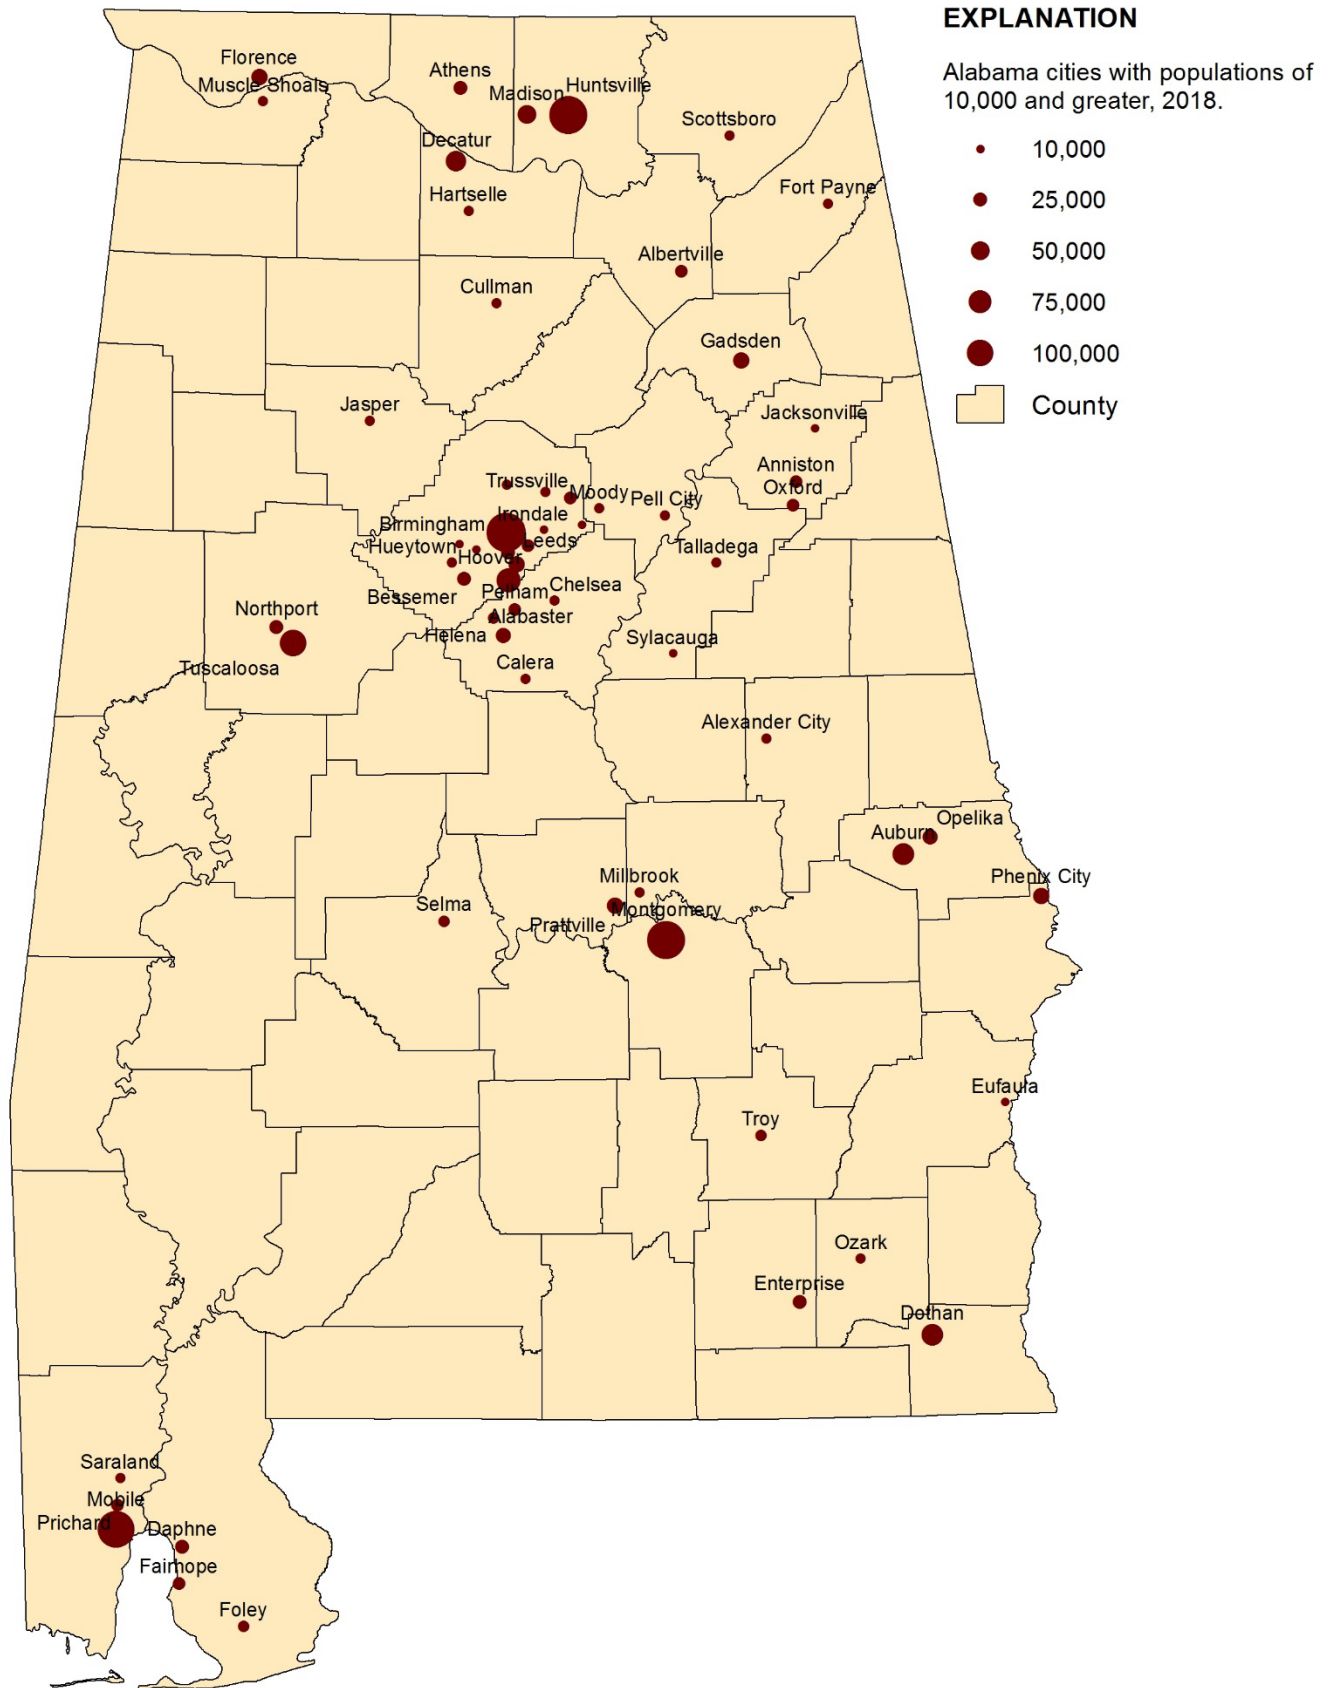 EXPLANATION
Alabama cities with populations of
10,000 and greater, 2018.
10,000
25,000
50,000
75,000
100,000
County
Florence
Muscle Shoals
Athens
Madison
Huntsville
Scottsboro
Decatur
Hartselle
Fort Payne
Albertville
Cullman
Gadsden
Jasper
Jacksonville
Anniston
Oxford
Trussville
Moody
Pell City
Irondale
Birmingham
Leeds
Hueytown
Hoover
Talladega
Bessemer
Pelham
Chelsea
Northport
Alabaster
Helena
Sylacauga
Tuscaloosa
Calera
Alexander City
Opelika
Auburn
Phenix City
Millbrook
Selma
Montgomery
Prattville
Eufaula
Troy
Ozark
Enterprise
Dothan
Saraland
Mobile
Prichard
Daphne
Fairhope
Foley